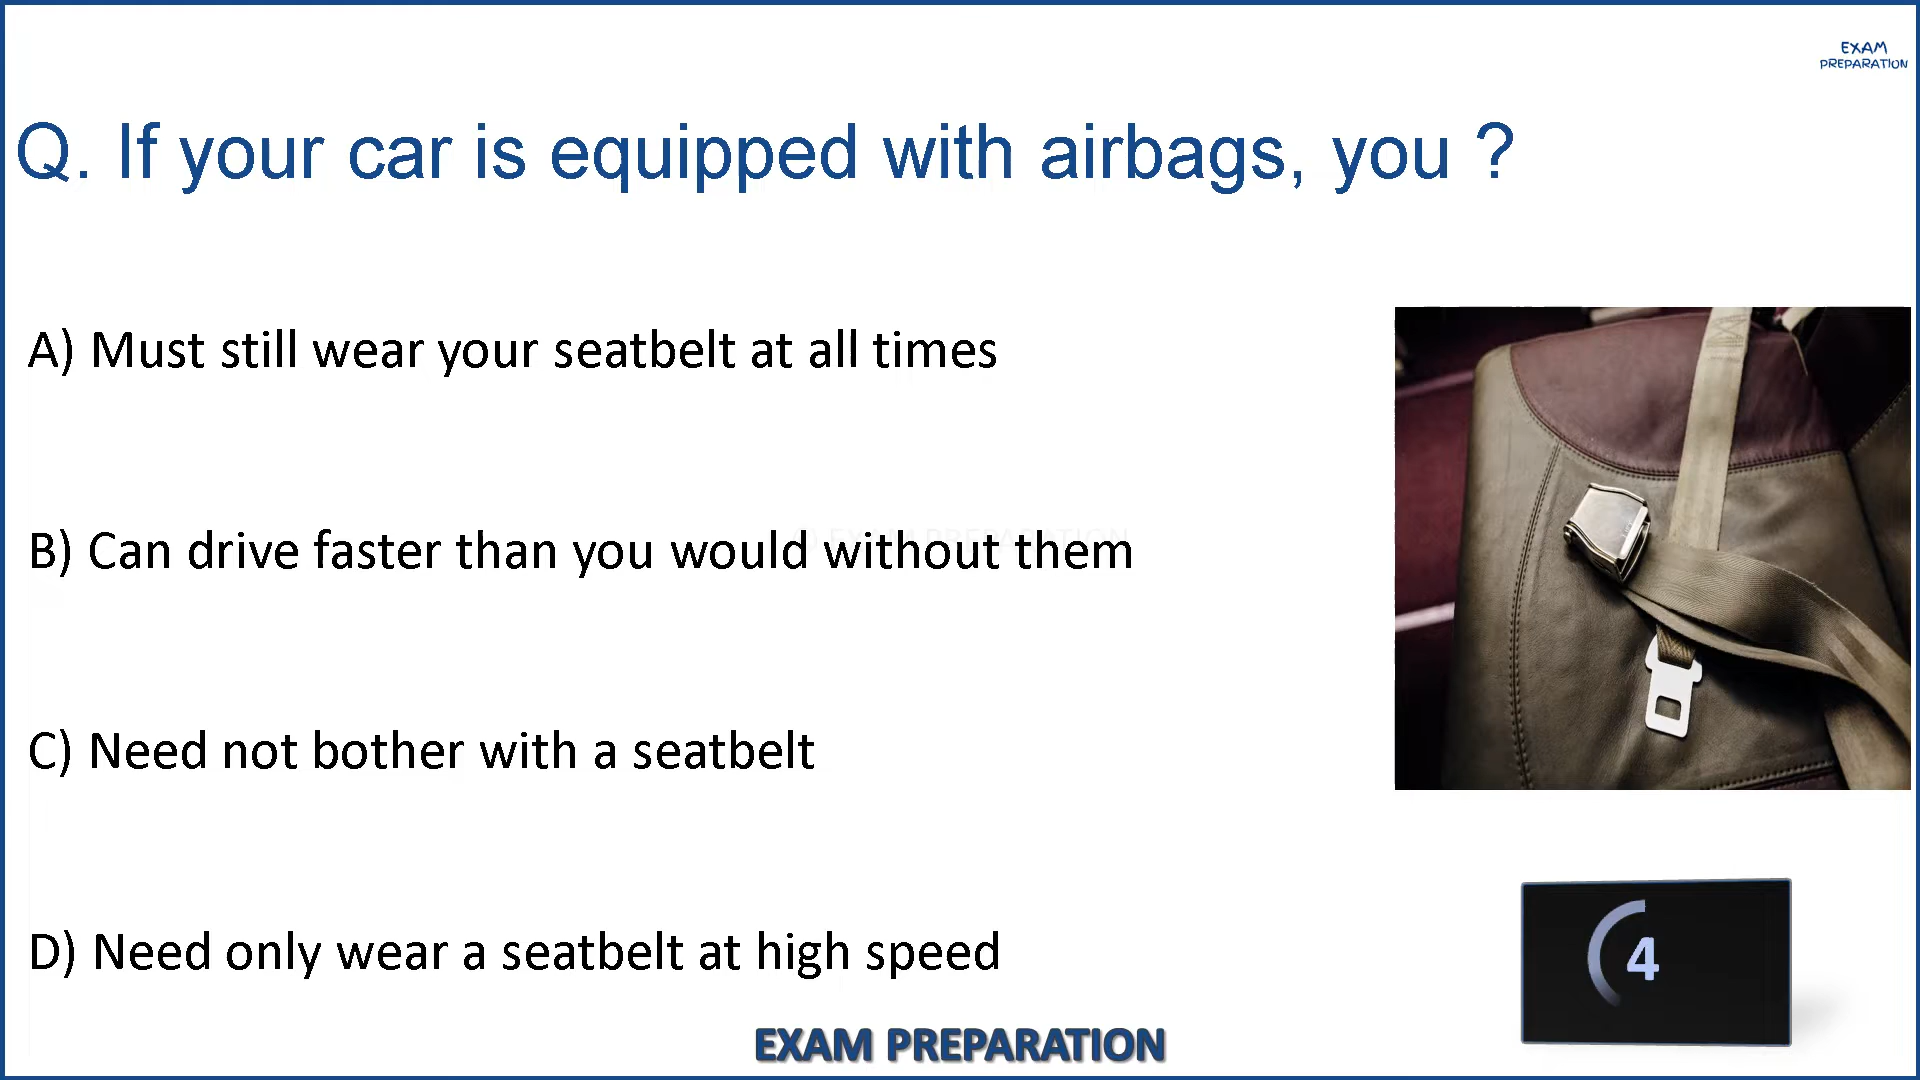 EXAM
PREPARATION
Q. If your car is equipped with airbags, you ?
A) Must still wear your seatbelt at all times
B) Can drive faster than you would without them
C) Need not bother with a seatbelt
D) Need only wear a seatbelt at high speed
4
EXAM PREPARATION